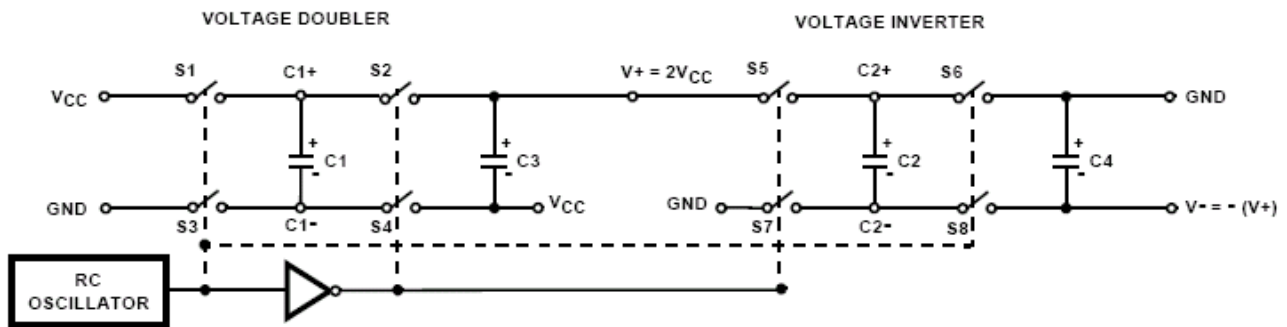 VOLTAGE DOUBLER
VOLTAGE INVERTER
S1 C1+ S2 V+ = 2VCC S5 C2+ S6
VCC GND
+ + + +
C1 C3 C2 C4
- - - -
GND VCC GND V- = - (V+)
S3 C1- S4 S7 C2- S8
RC
OSCILLATOR